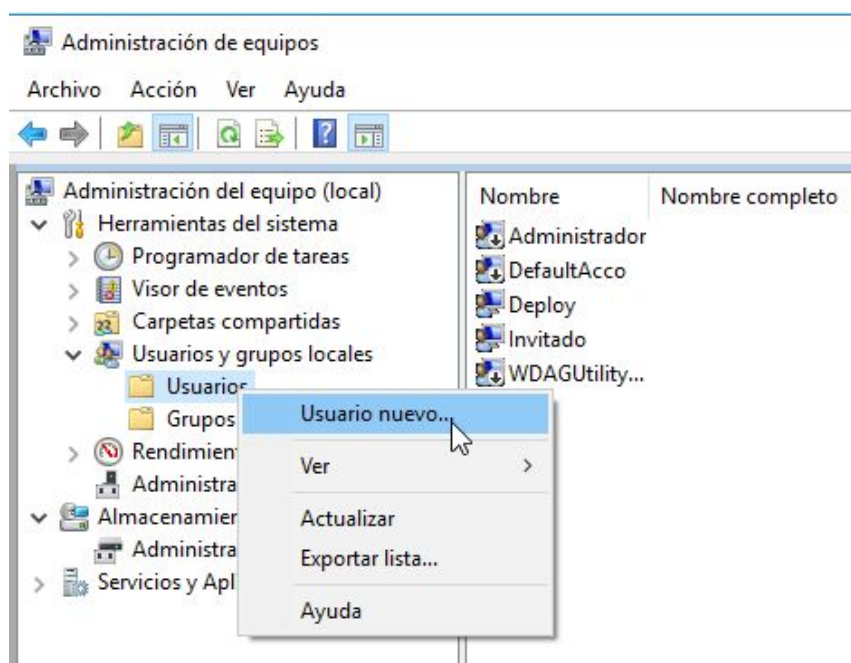 Administración de equipos
Archivo Acción Ver Ayuda
Administración del equipo (local)
Herramientas del sistema
Programador de tareas
Visor de eventos
Carpetas compartidas
Usuarios y grupos locales
Usuarios
Grupos
Rendimien
Administra
Almacenamier
Administra
Servicios y Apl
Nombre Nombre completo
Administrador
DefaultAcco
Deploy
Invitado
WDAGUtility...
Usuario nuevo...
Ver
Actualizar
Exportar lista...
Ayuda